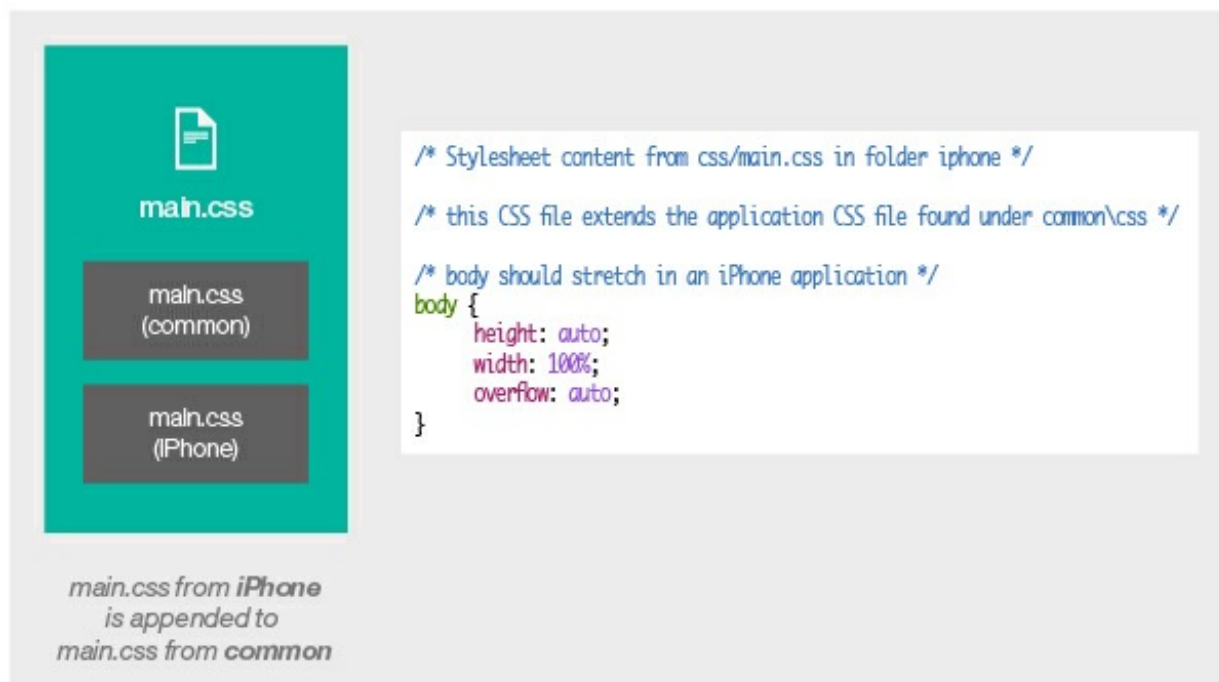 main.css
main.css
(common)
main.css
(iPhone)
main.css from iPhone
is appended to
main.css from common
/* Stylesheet content from css/main.css in folder iphone */
/* this CSS file extends the application CSS file found under common\css */
/* body should stretch in an iPhone application */
body {
height: auto;
width: 100%;
overflow: auto;
}